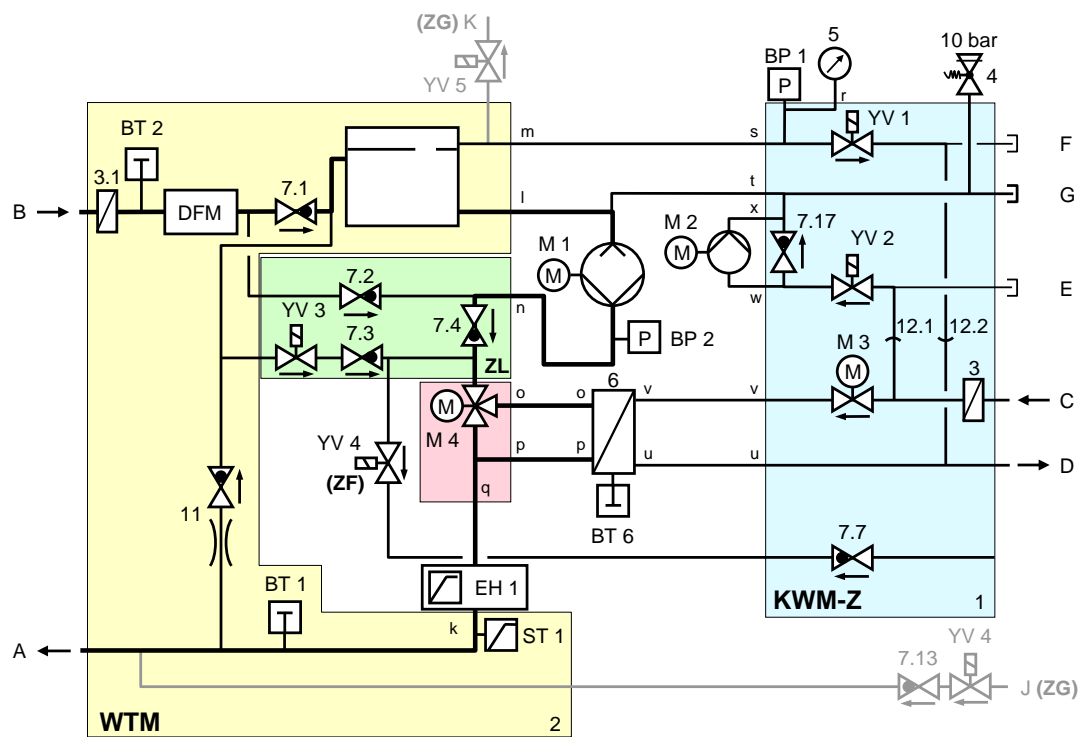 (ZG) K
YV 5
BP 1
P
5
10 bar
4
r
BT 2
3.1
B
DFM
7.1
m
s
YV 1
F
l
t
G
x
M 1
M
M 2
M
7.17
YV 2
E
7.2
YV 3
7.3
7.4
n
w
P
BP 2
12.1
12.2
ZL
M 3
M
3
M
M 4
o
o
6
v
v
C
YV 4
(ZF)
p
p
u
u
D
q
11
BT 6
7.7
BT 1
EH 1
KWM-Z
1
k
ST 1
A
7.13
YV 4
J (ZG)
WTM
2